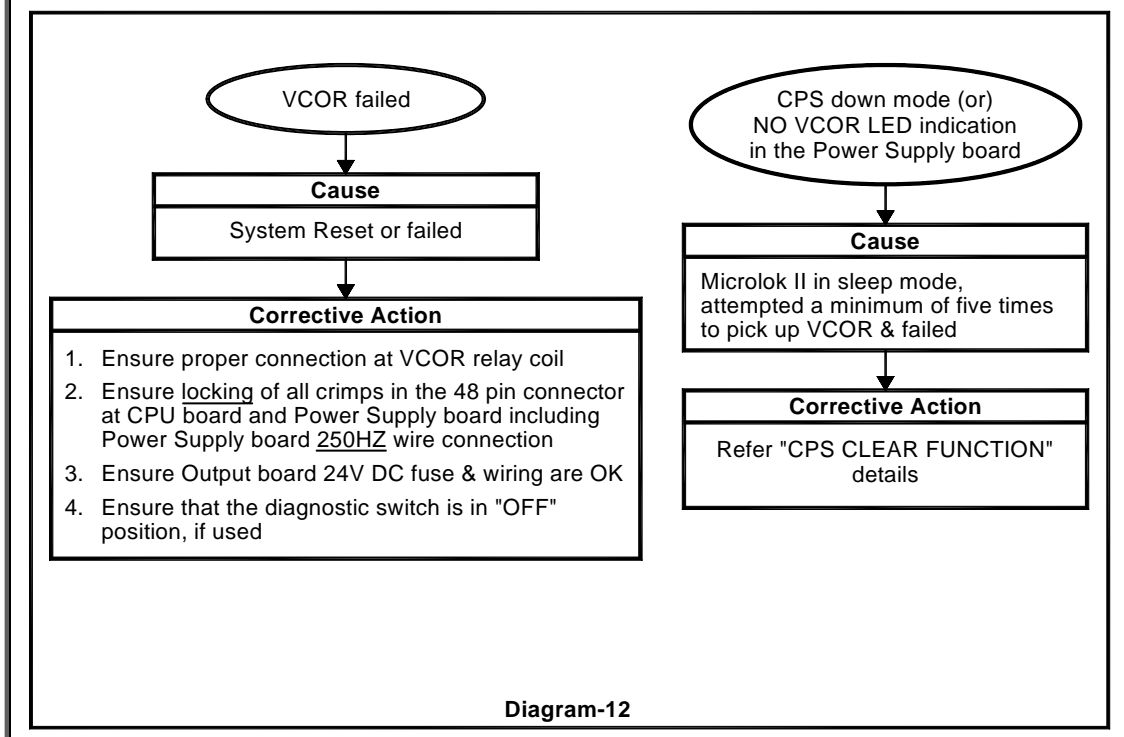 VCOR failed
Cause
System Reset or failed
Corrective Action
1. Ensure proper connection at VCOR relay coil
2. Ensure locking of all crimps in the 48 pin connector
at CPU board and Power Supply board including
Power Supply board 250HZ wire connection
3. Ensure Output board 24V DC fuse & wiring are OK
4. Ensure that the diagnostic switch is in "OFF"
position, if used
CPS down mode (or)
NO VCOR LED indication
in the Power Supply board
Cause
Microlok II in sleep mode,
attempted a minimum of five times
to pick up VCOR & failed
Corrective Action
Refer "CPS CLEAR FUNCTION"
details
Diagram-12